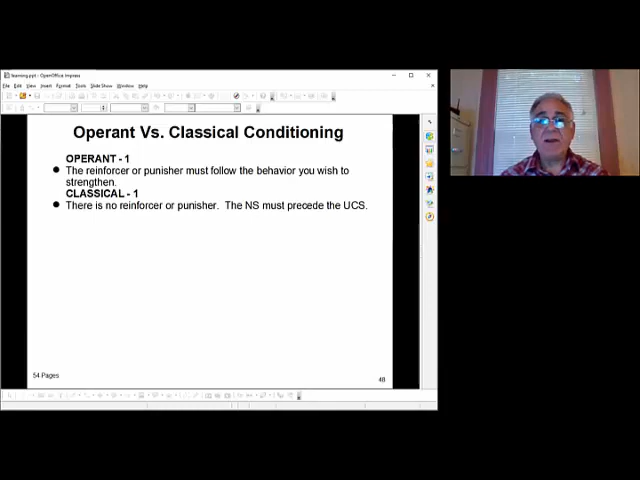 learning.ppt - OpenOffice Impress
File Edit View Insert Format Tools Slide Show Window Help
Operant Vs. Classical Conditioning
OPERANT - 1
● The reinforcer or punisher must follow the behavior you wish to
strengthen.
CLASSICAL - 1
● There is no reinforcer or punisher. The NS must precede the UCS.
54 Pages
48